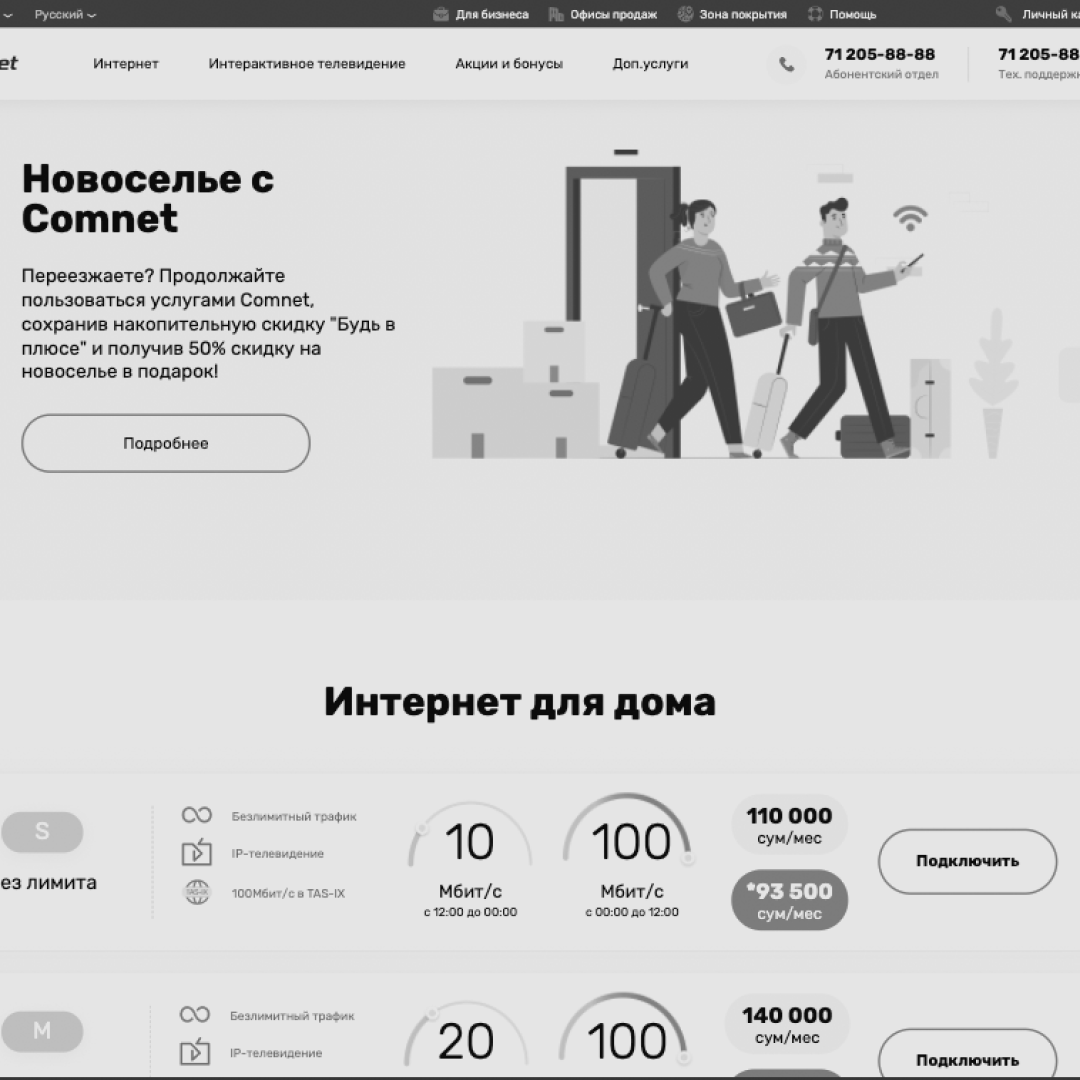 Русский
Для бизнеса
Офисы продаж
Зона покрытия
Помощь
Личный ка
et
Интернет
Интерактивное телевидение
Акции и бонусы
Доп.услуги
71 205-88-88
Абонентский отдел
71 205-88
Тех. поддержк
Новоселье с
Comnet
Переезжаете? Продолжайте
пользоваться услугами Comnet,
сохранив накопительную скидку "Будь в
плюсе" и получив 50% скидку на
новоселье в подарок!
Подробнее
Интернет для дома
S
ез лимита
Безлимитный трафик
IP-телевидение
TAS-IX
100Мбит/с в TAS-IX
10
Мбит/с
с 12:00 до 00:00
100
Мбит/с
с 00:00 до 12:00
110 000
сум/мес
*93 500
сум/мес
Подключить
M
Безлимитный трафик
IP-телевидение
20
100
140 000
сум/мес
Подключить